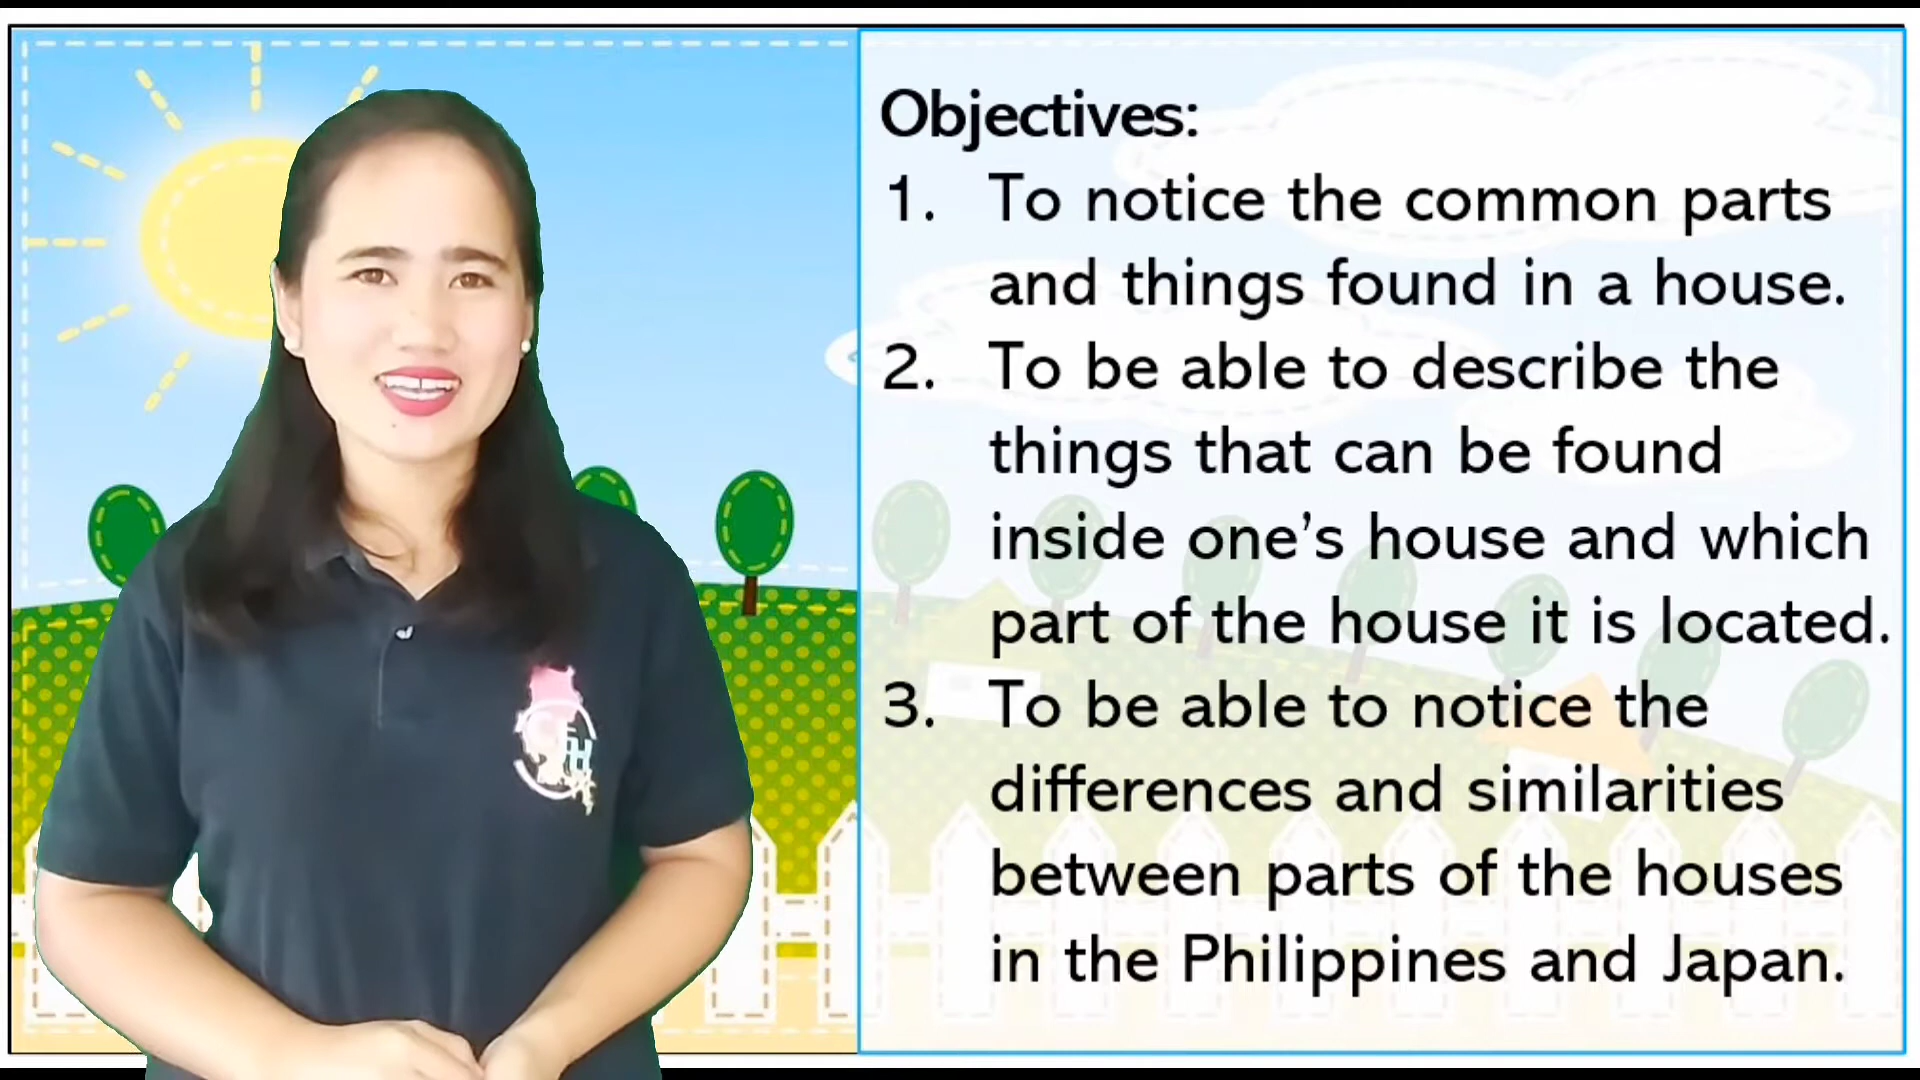 Objectives:
1. To notice the common parts
and things found in a house.
2. To be able to describe the
things that can be found
inside one's house and which
part of the house it is located.
3. To be able to notice the
differences and similarities
between parts of the houses
in the Philippines and Japan.